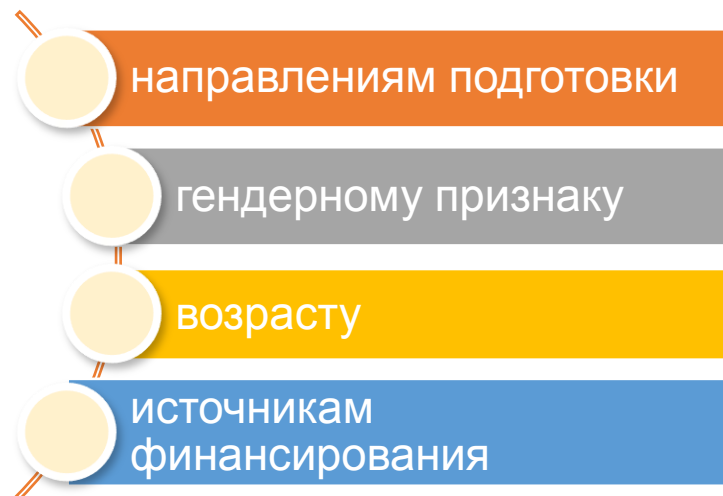 направлениям подготовки
гендерному признаку
возрасту
источникам
финансирования